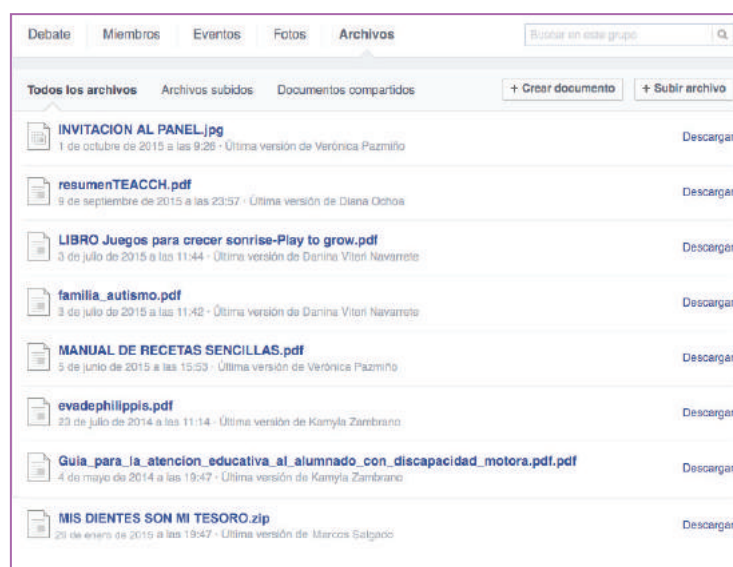 Debate Miembros Eventos Fotos Archivos Buscar en este grupo
Todos los archivos Archivos subidos Documentos compartidos + Crear documento + Subir archivo
INVITACION AL PANEL.jpg
1 de octubre de 2015 a las 9:26 · Última versión de Verónica Pazmiño Descargar
resumenTEACCH.pdf
9 de septiembre de 2015 a las 23:57 · Última versión de Diana Ochoa Descargar
LIBRO Juegos para crecer sonrise-Play to grow.pdf
3 de julio de 2015 a las 11:44 · Última versión de Danina Viteri Navarrete Descargar
familia_autismo.pdf
3 de julio de 2015 a las 11:42 · Última versión de Danina Viteri Navarrete Descargar
MANUAL DE RECETAS SENCILLAS.pdf
5 de junio de 2015 a las 15:53 · Última versión de Verónica Pazmiño Descargar
evadephilippis.pdf
23 de julio de 2014 a las 11:14 · Última versión de Kamyla Zambrano Descargar
Guia_para_la_atencion_educativa_al_alumnado_con_discapacidad_motora.pdf.pdf
4 de mayo de 2014 a las 19:47 · Última versión de Kamyla Zambrano Descargar
MIS DIENTES SON MI TESORO.zip
29 de enero de 2015 a las 19:47 · Última versión de Marcos Salgado Descargar